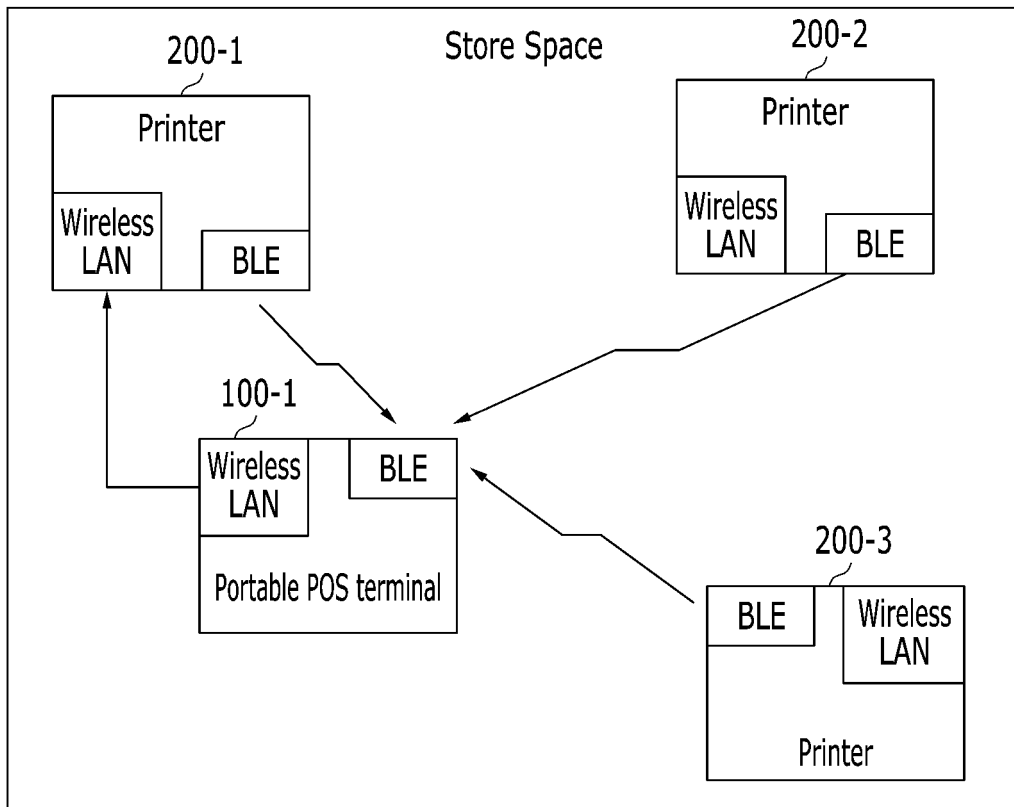 Store Space
200-1
Printer
Wireless
LAN
BLE
200-2
Printer
Wireless
LAN
BLE
100-1
Wireless
LAN
BLE
Portable POS terminal
200-3
BLE
Wireless
LAN
Printer